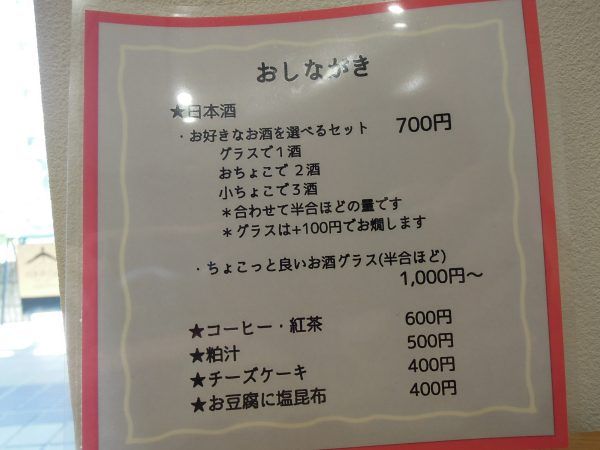 おしながき
★日本酒
・お好きなお酒を選べるセット 700円
グラスで1酒
おちょこで2酒
小ちょこで3酒
＊合わせて半合ほどの量です
＊グラスは+100円でお燗します
・ちょこっと良いお酒グラス(半合ほど)
1,000円～
★コーヒー・紅茶 600円
★粕汁 500円
★チーズケーキ 400円
★お豆腐に塩昆布 400円